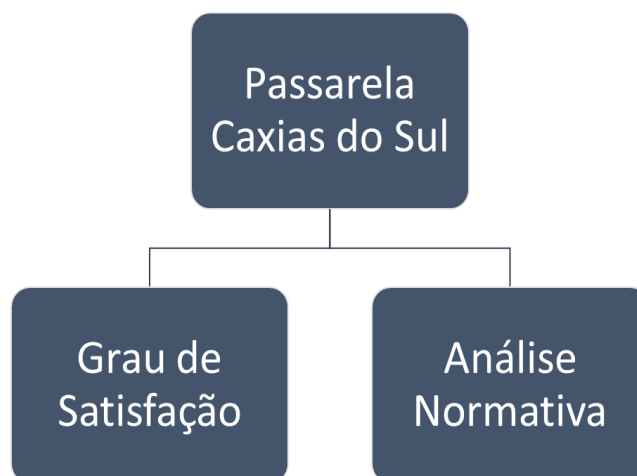 Passarela
Caxias do Sul
Grau de
Satisfação
Análise
Normativa